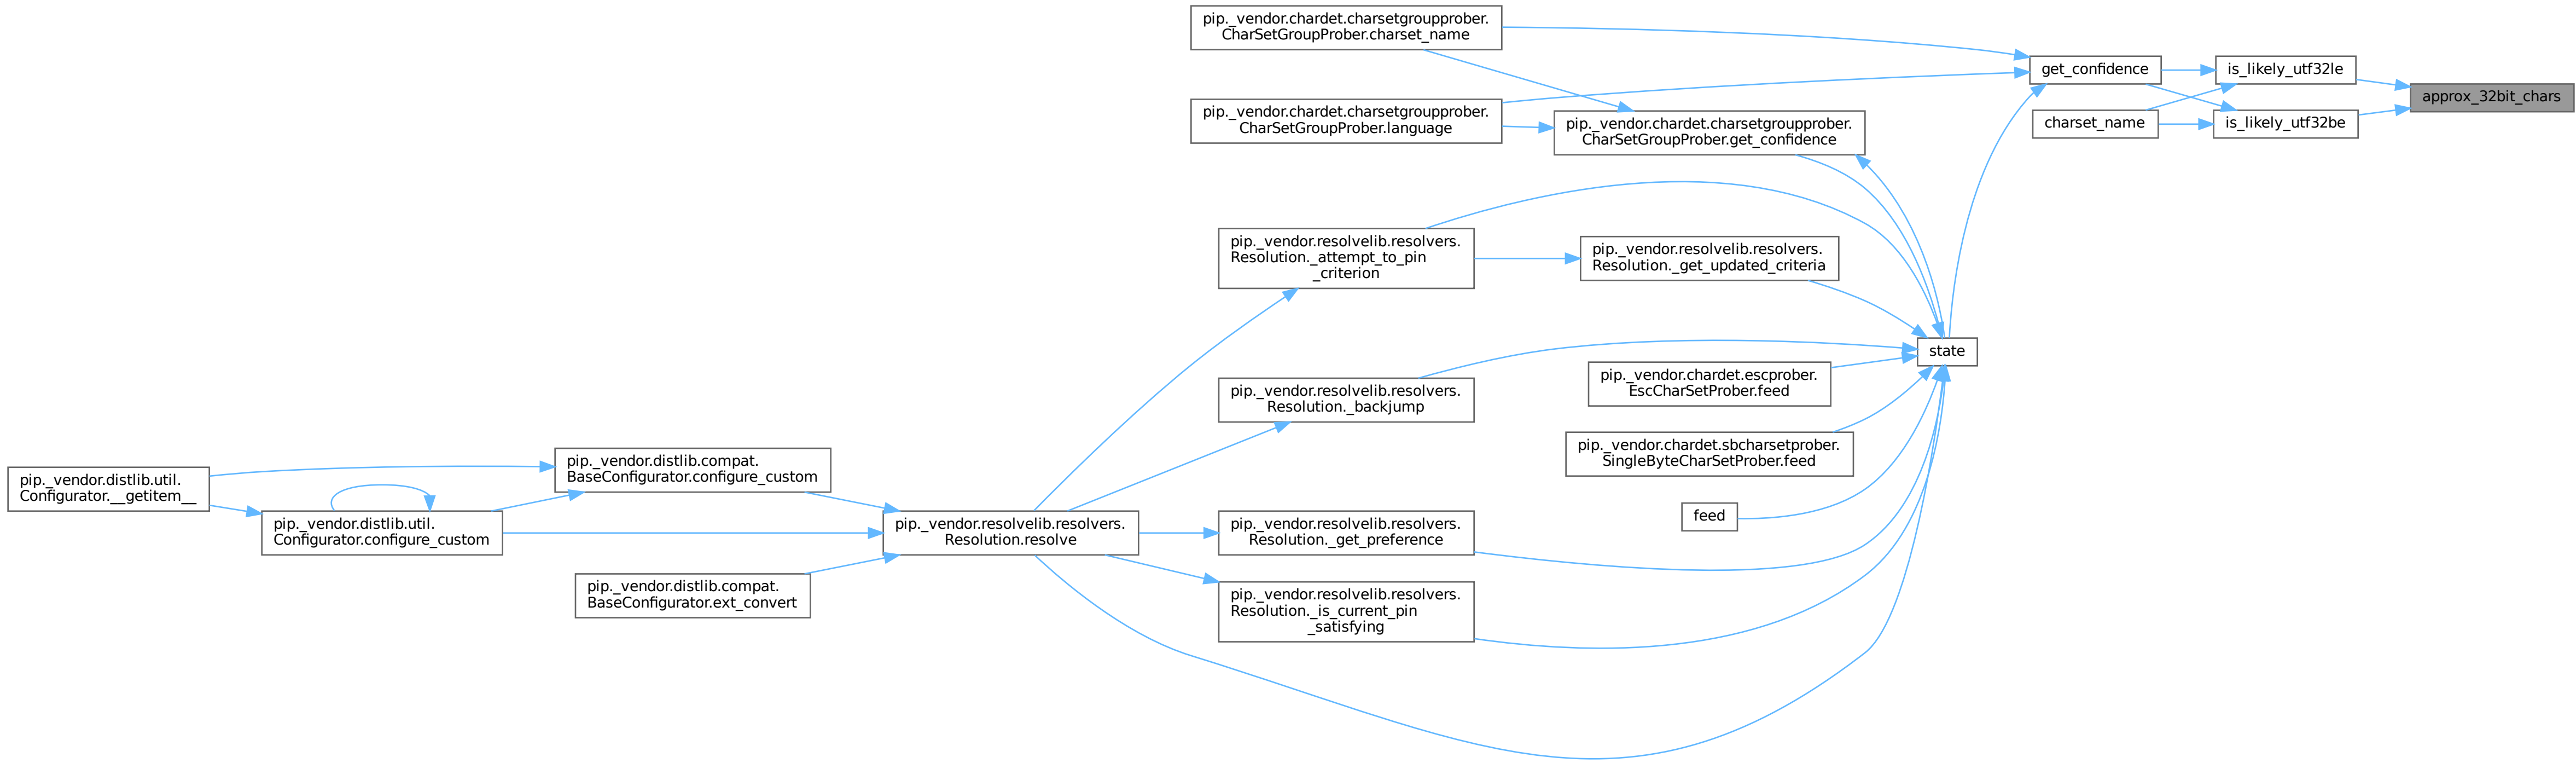 pip._vendor.chardet.charsetgroupprober.
CharSetGroupProber.charset_name
get_confidence
is_likely_utf32le
approx_32bit_chars
pip._vendor.chardet.charsetgroupprober.
CharSetGroupProber.language
pip._vendor.chardet.charsetgroupprober.
CharSetGroupProber.get_confidence
charset_name
is_likely_utf32be
pip._vendor.resolvelib.resolvers.
Resolution._attempt_to_pin
_criterion
pip._vendor.resolvelib.resolvers.
Resolution._get_updated_criteria
state
pip._vendor.resolvelib.resolvers.
Resolution._backjump
pip._vendor.chardet.escprober.
EscCharSetProber.feed
pip._vendor.chardet.sbcharsetprober.
SingleByteCharSetProber.feed
pip._vendor.distlib.util.
Configurator.__getitem__
pip._vendor.distlib.compat.
BaseConfigurator.configure_custom
pip._vendor.distlib.util.
Configurator.configure_custom
pip._vendor.resolvelib.resolvers.
Resolution.resolve
pip._vendor.resolvelib.resolvers.
Resolution._get_preference
feed
pip._vendor.distlib.compat.
BaseConfigurator.ext_convert
pip._vendor.resolvelib.resolvers.
Resolution._is_current_pin
_satisfying